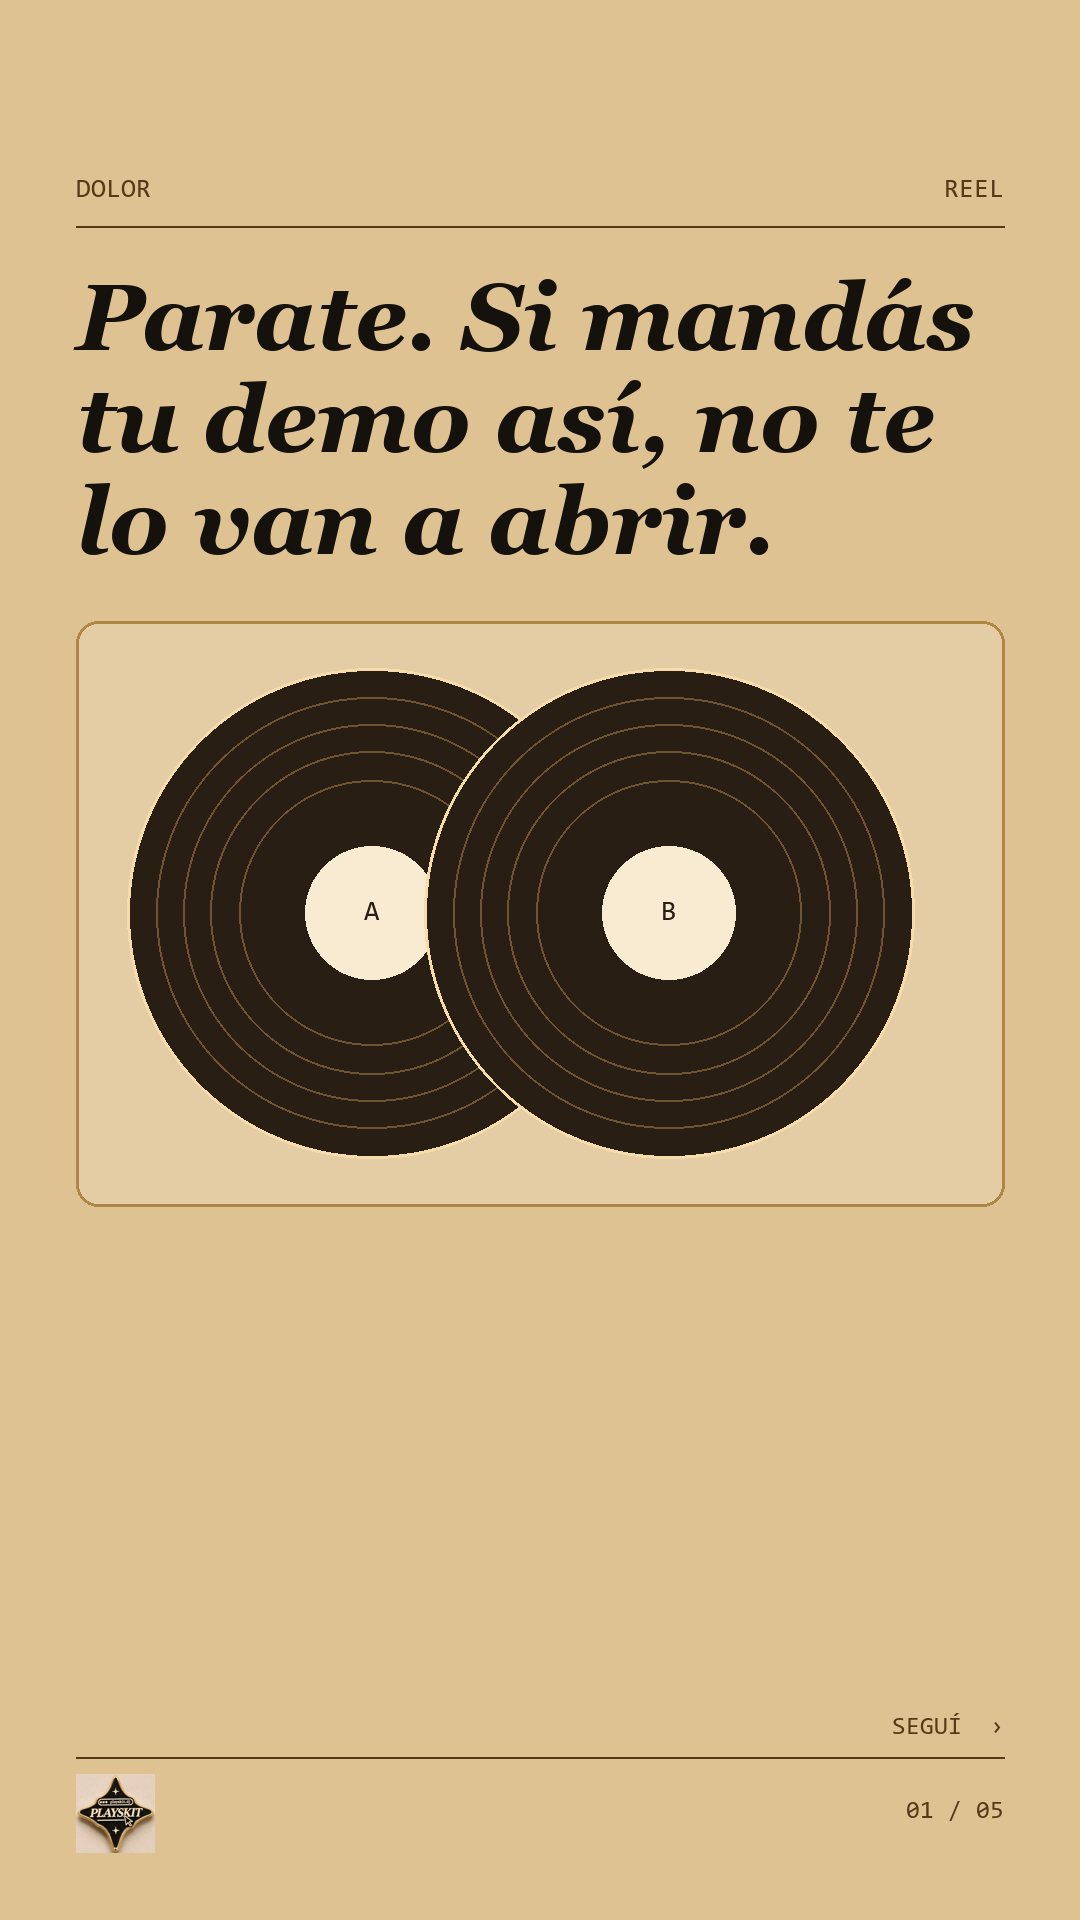 DOLOR REEL
Parate. Si mandás
tu demo así, no te
lo van a abrir.
A B
SEGUÍ ›
PLAYSKIT
01 / 05